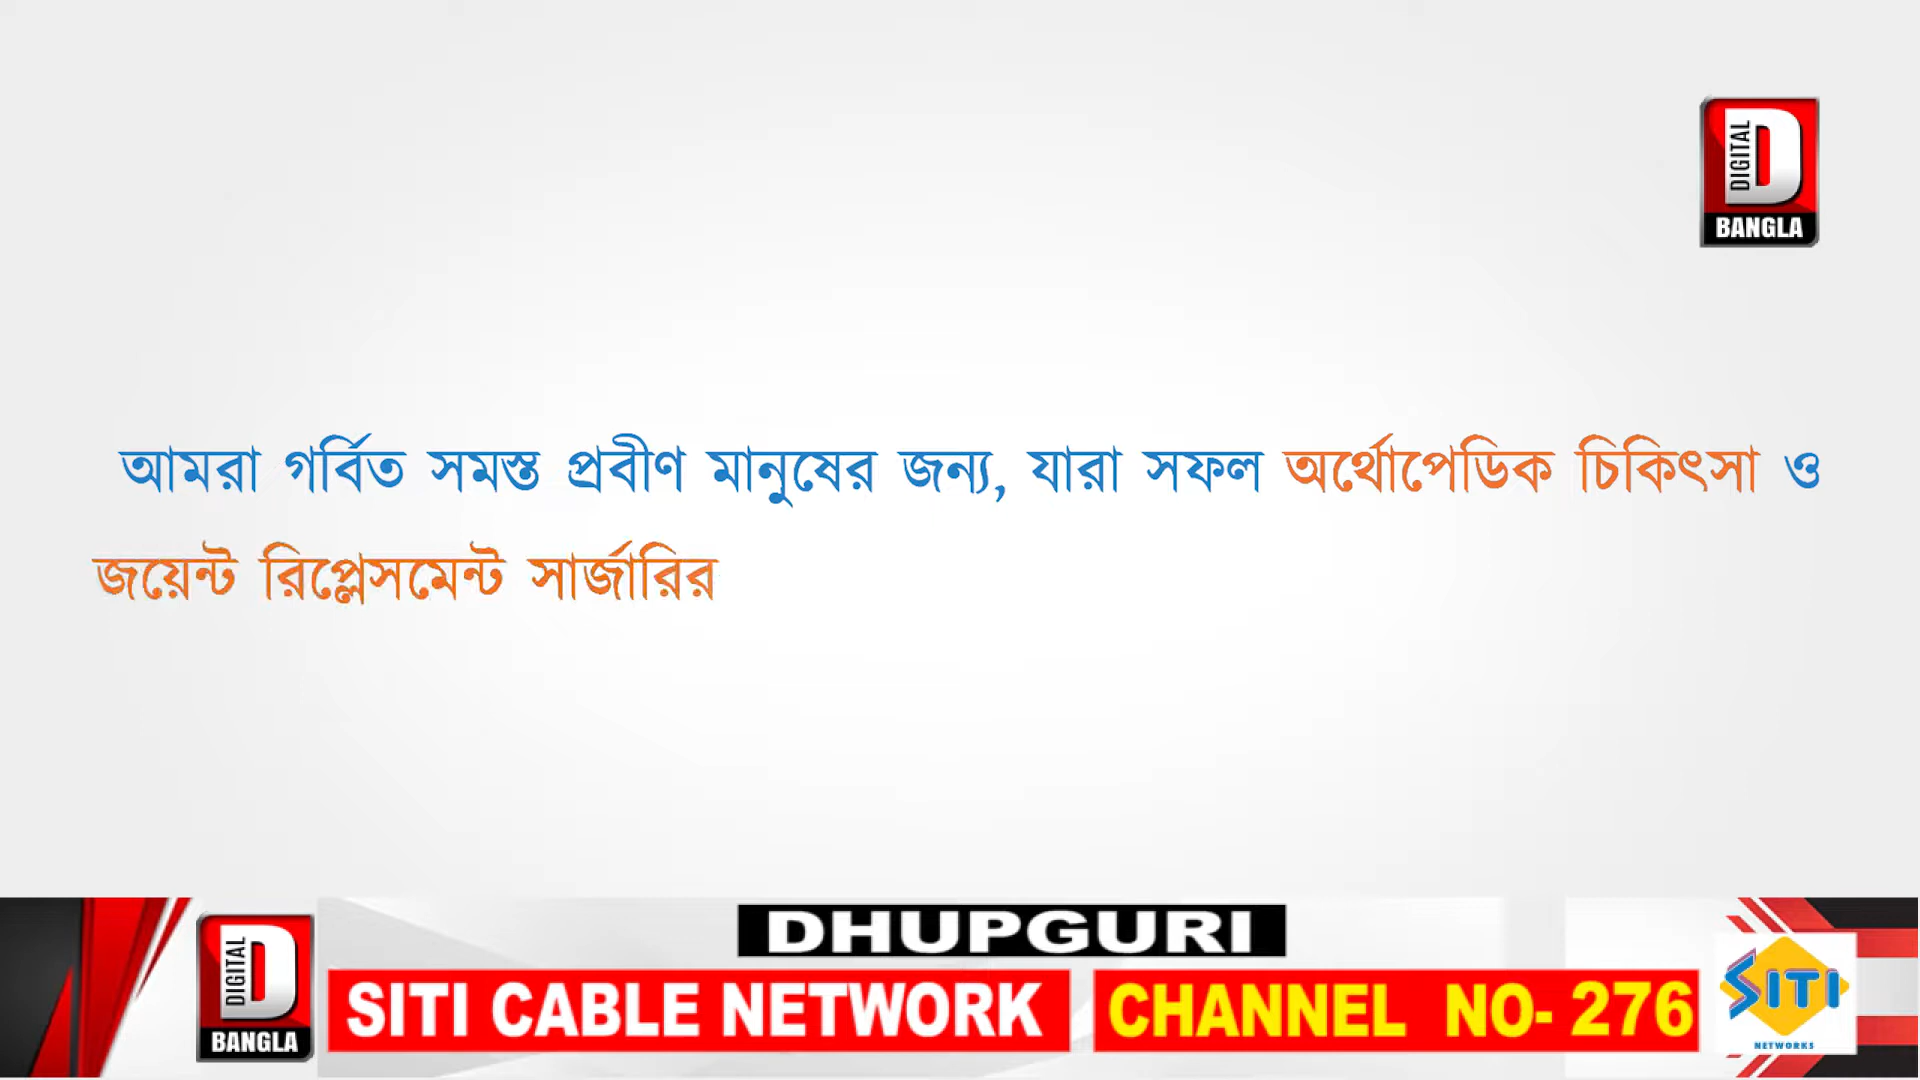 DIGITAL
D
BANGLA
আমরা গর্বিত সমস্ত প্রবীণ মানুষের জন্য, যারা সফল অর্থোপেডিক চিকিৎসা ও
জয়েন্ট রিপ্লেসমেন্ট সার্জারির
DHUPGURI
DIGITAL
D
BANGLA
SITI CABLE NETWORK
CHANNEL NO- 276
SITI
NETWORKS